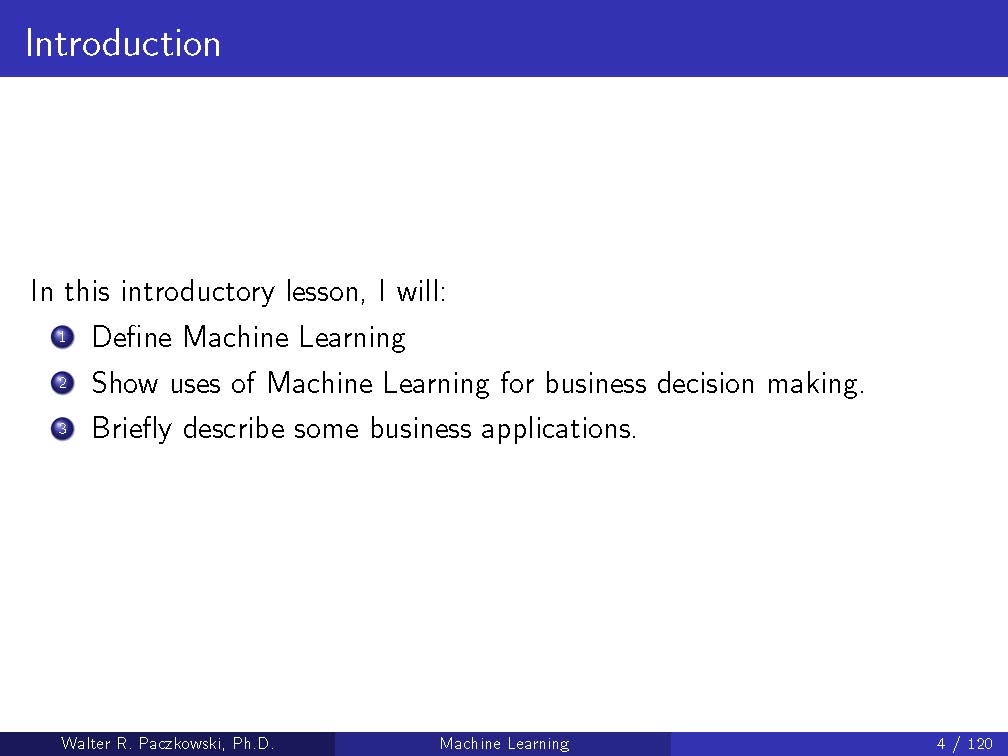 Introduction
In this introductory lesson, I will:
1 Define Machine Learning
2 Show uses of Machine Learning for business decision making.
3 Briefly describe some business applications.
Walter R. Paczkowski, Ph.D. Machine Learning 4 / 120